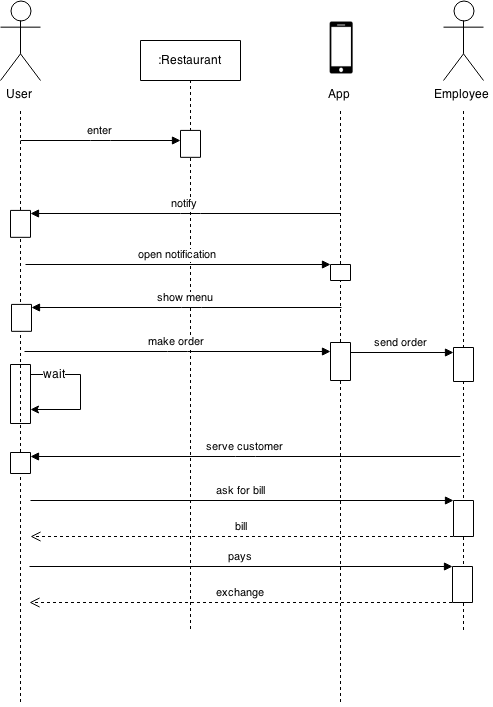 :Restaurant
User
App
Employee
enter
notify
open notification
show menu
make order
send order
wait
serve customer
ask for bill
bill
pays
exchange